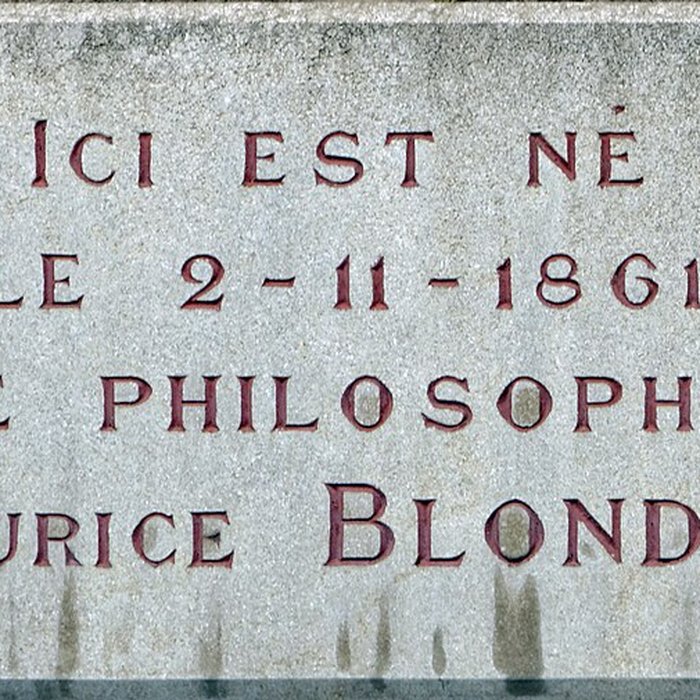 ICI EST NÉ
LE 2-11-1861
E PHILOSOPH
URICE BLOND